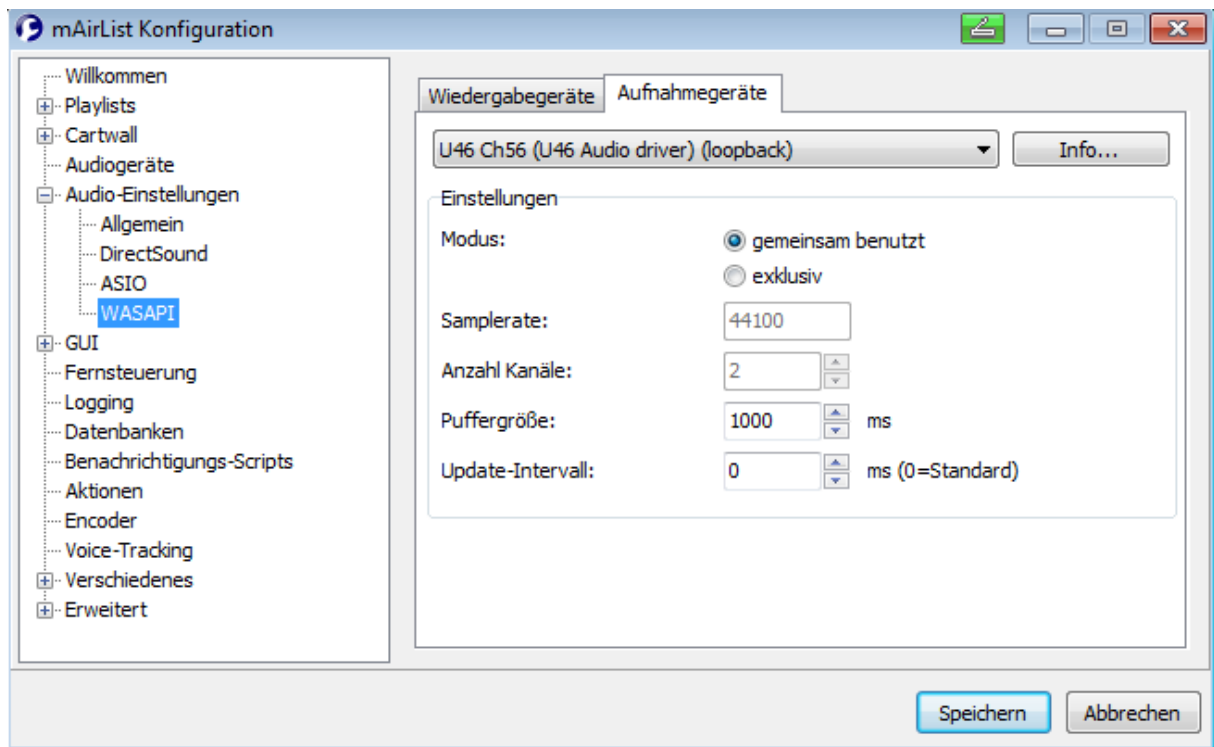 mAirList Konfiguration
Willkommen
Playlists
Cartwall
Audiogeräte
Audio-Einstellungen
Allgemein
DirectSound
ASIO
WASAPI
GUI
Fernsteuerung
Logging
Datenbanken
Benachrichtigungs-Scripts
Aktionen
Encoder
Voice-Tracking
Verschiedenes
Erweitert
Wiedergabegeräte Aufnahmegeräte
U46 Ch56 (U46 Audio driver) (loopback) Info...
Einstellungen
Modus: gemeinsam benutzt
exklusiv
Samplerate: 44100
Anzahl Kanäle: 2
Puffergröße: 1000 ms
Update-Intervall: 0 ms (0=Standard)
Speichern Abbrechen